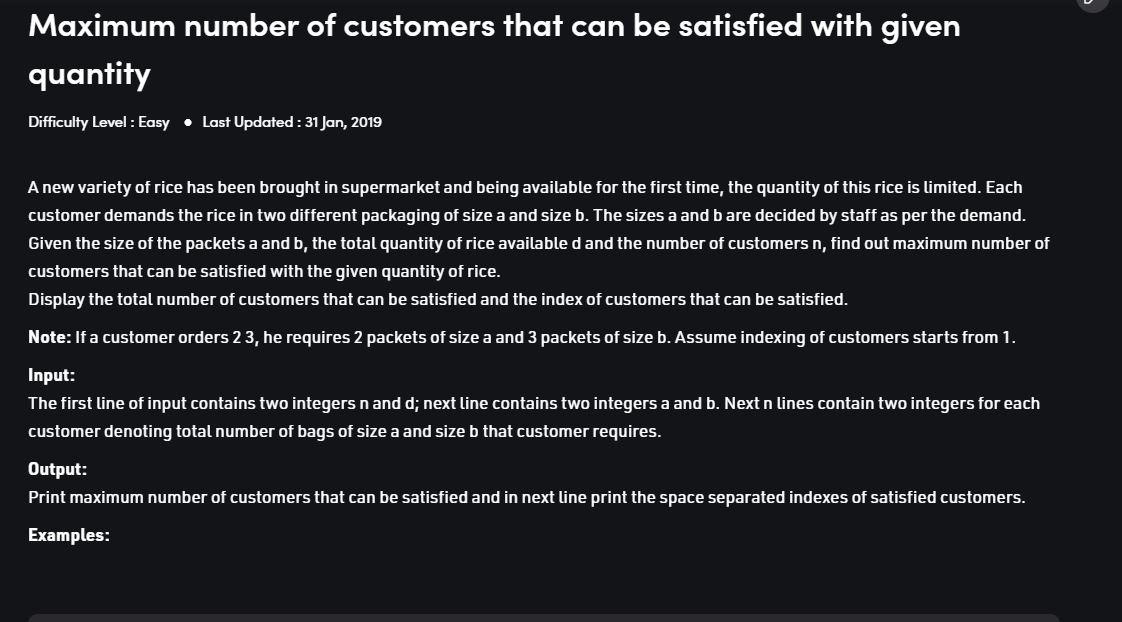 Maximum number of customers that can be satisfied with given
quantity
Difficulty Level : Easy ● Last Updated : 31 Jan, 2019
A new variety of rice has been brought in supermarket and being available for the first time, the quantity of this rice is limited. Each
customer demands the rice in two different packaging of size a and size b. The sizes a and b are decided by staff as per the demand.
Given the size of the packets a and b, the total quantity of rice available d and the number of customers n, find out maximum number of
customers that can be satisfied with the given quantity of rice.
Display the total number of customers that can be satisfied and the index of customers that can be satisfied.
Note: If a customer orders 2 3, he requires 2 packets of size a and 3 packets of size b. Assume indexing of customers starts from 1.
Input:
The first line of input contains two integers n and d; next line contains two integers a and b. Next n lines contain two integers for each
customer denoting total number of bags of size a and size b that customer requires.
Output:
Print maximum number of customers that can be satisfied and in next line print the space separated indexes of satisfied customers.
Examples: